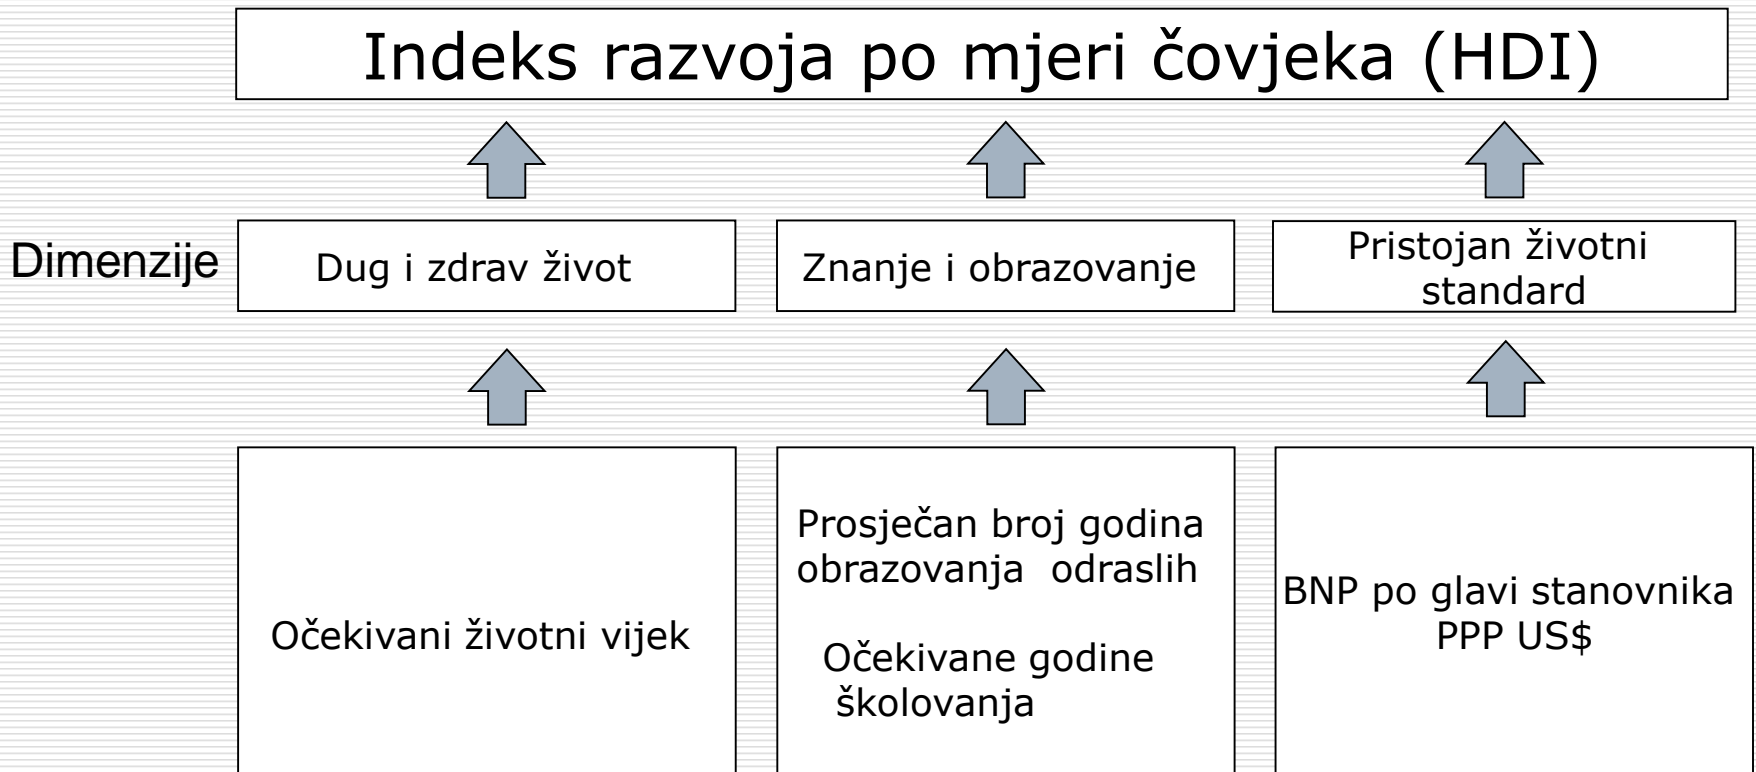 Indeks razvoja po mjeri čovjeka (HDI)
Dimenzije
Dug i zdrav život
Znanje i obrazovanje
Pristojan životni
standard
Očekivani životni vijek
Prosječan broj godina
obrazovanja odraslih
Očekivane godine
školovanja
BNP po glavi stanovnika
PPP US$